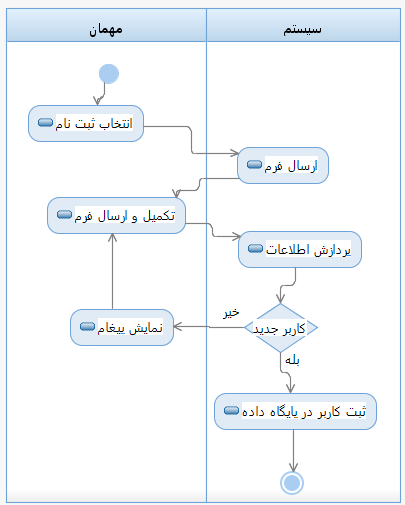 سیستم
مهمان
انتخاب ثبت نام
ارسال فرم
تکمیل و ارسال فرم
پردازش اطلاعات
کاربر جدید
خیر
نمایش پیغام
بله
ثبت کاربر در پایگاه داده